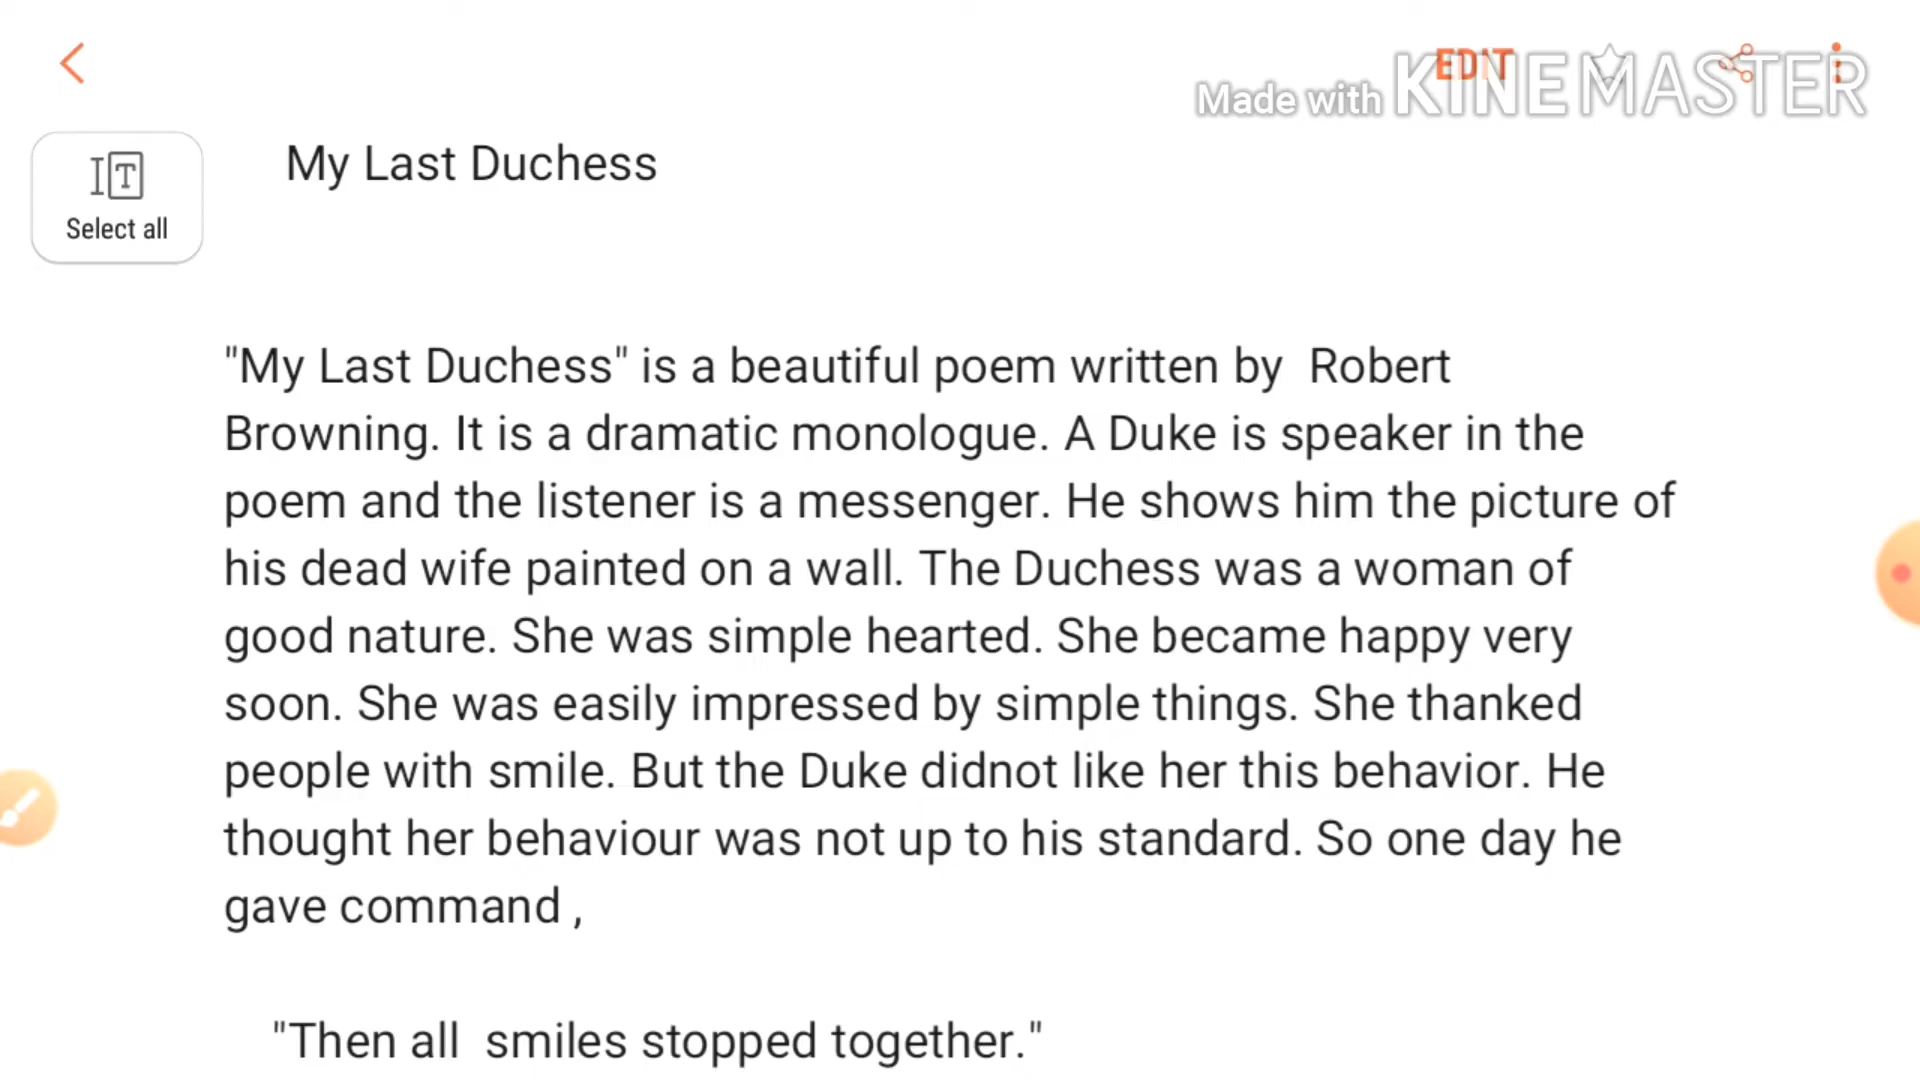 EDIT
Made with KINEMASTER
Select all
My Last Duchess
"My Last Duchess" is a beautiful poem written by  Robert
Browning. It is a dramatic monologue. A Duke is speaker in the
poem and the listener is a messenger. He shows him the picture of
his dead wife painted on a wall. The Duchess was a woman of
good nature. She was simple hearted. She became happy very
soon. She was easily impressed by simple things. She thanked
people with smile. But the Duke didnot like her this behavior. He
thought her behaviour was not up to his standard. So one day he
gave command ,
"Then all  smiles stopped together."